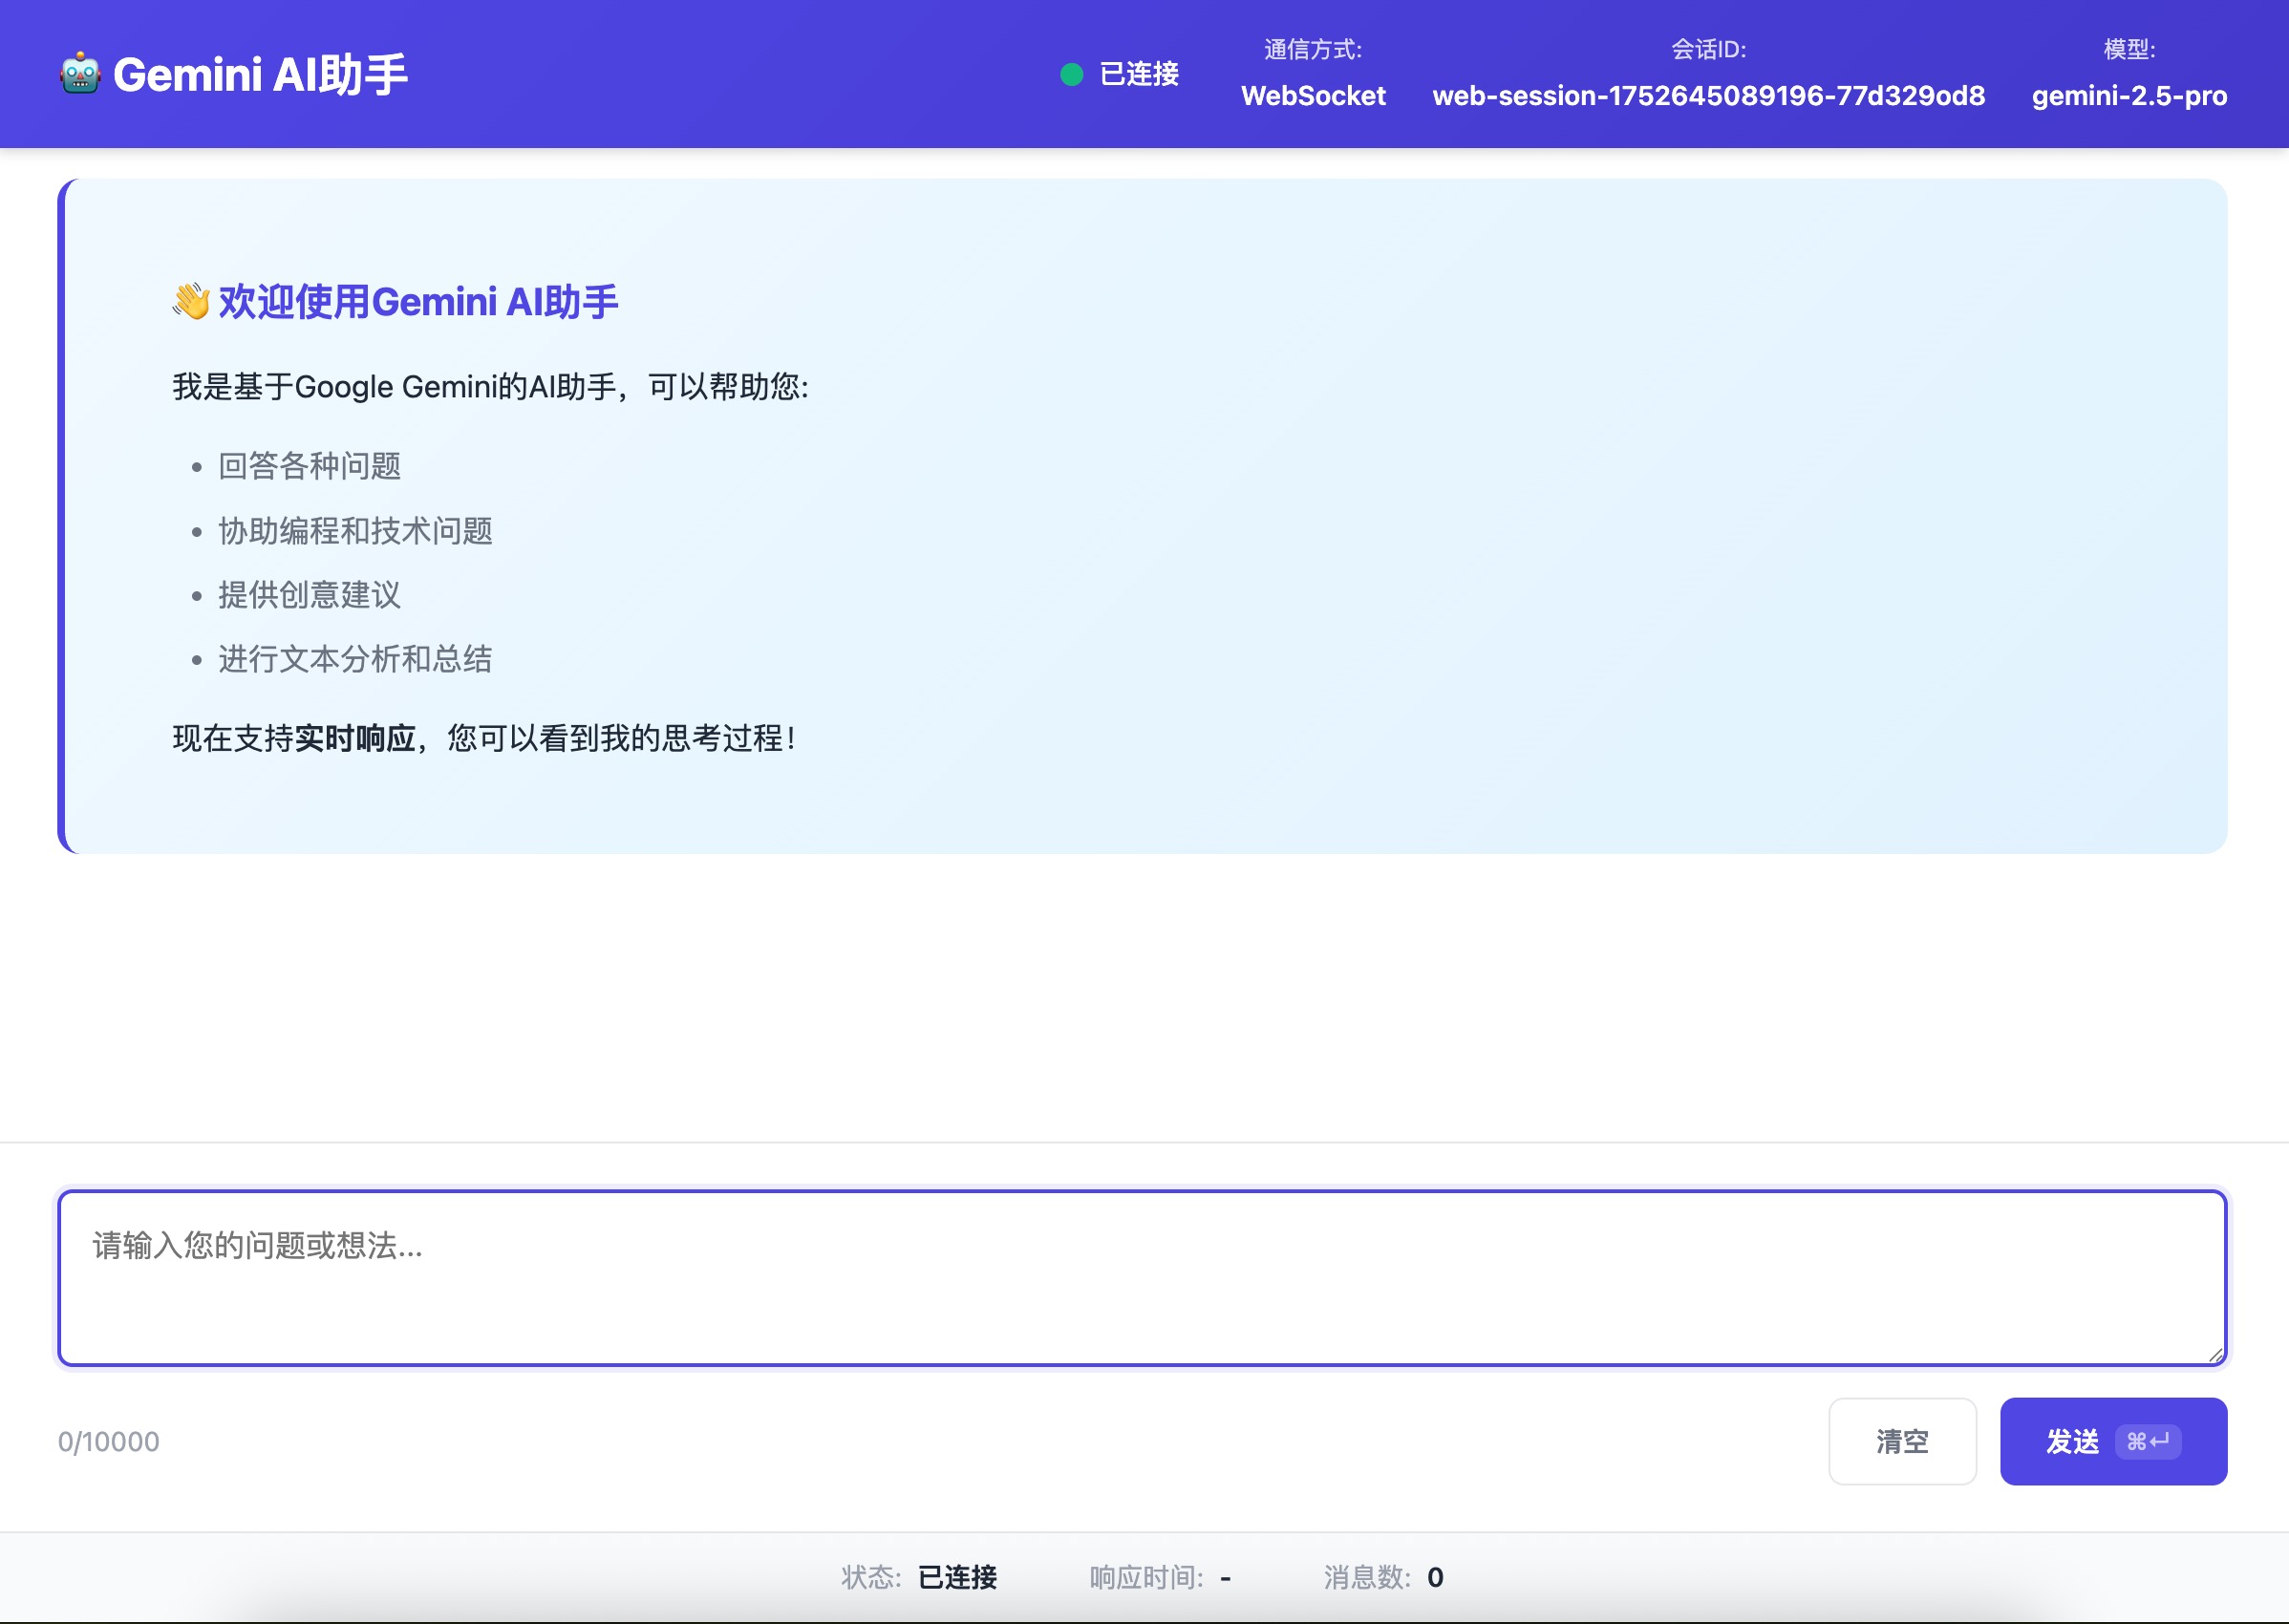 🤖 Gemini AI助手
已连接
通信方式:
WebSocket
会话ID:
web-session-1752645089196-77d329od8
模型:
gemini-2.5-pro
👋 欢迎使用Gemini AI助手
我是基于Google Gemini的AI助手，可以帮助您:
• 回答各种问题
• 协助编程和技术问题
• 提供创意建议
• 进行文本分析和总结
现在支持实时响应，您可以看到我的思考过程！
请输入您的问题或想法...
0/10000
清空
发送 ⌘↵
状态: 已连接
响应时间: -
消息数: 0